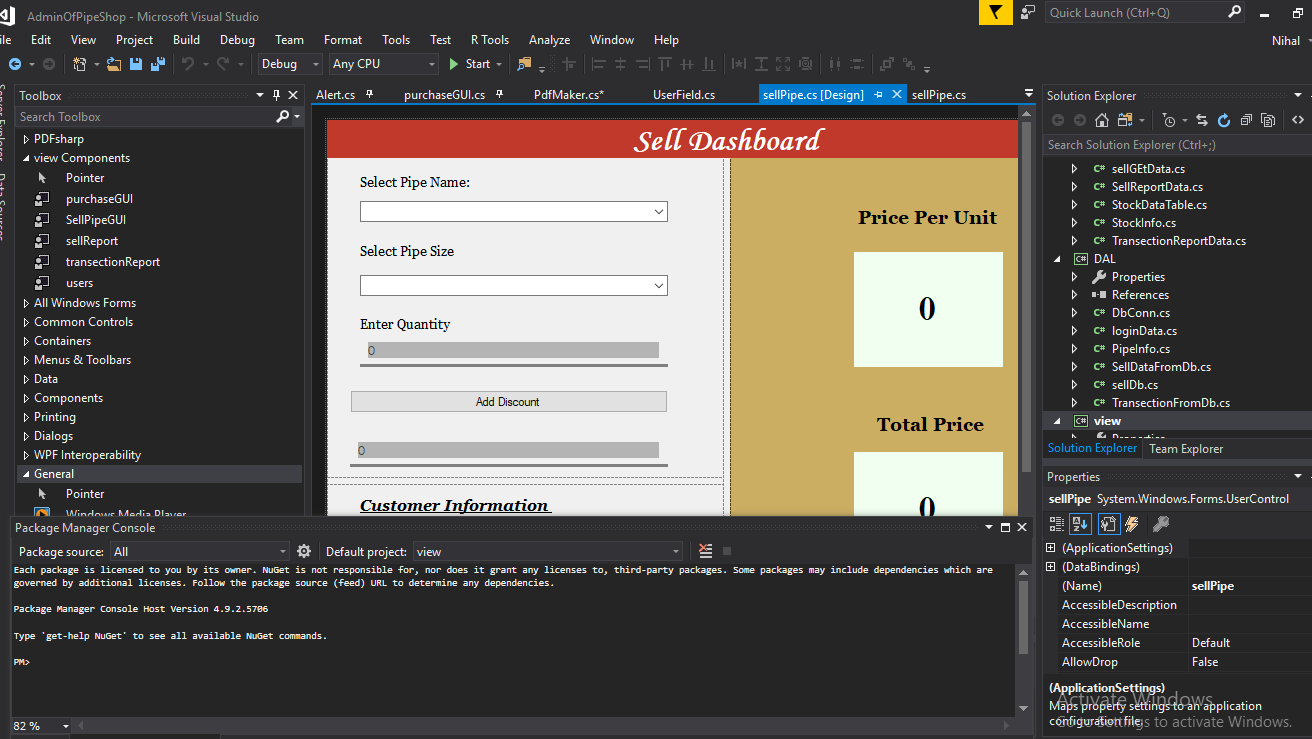 AdminOfPipeShop - Microsoft Visual Studio
Quick Launch (Ctrl+Q)
ile Edit View Project Build Debug Team Format Tools Test R Tools Analyze Window Help
Nihal
Debug Any CPU Start
Server Explorer
Data Sources
Toolbox
Search Toolbox
PDFsharp
view Components
Pointer
purchaseGUI
SellPipeGUI
sellReport
transectionReport
users
All Windows Forms
Common Controls
Containers
Menus & Toolbars
Data
Components
Printing
Dialogs
WPF Interoperability
General
Pointer
Windows Media Player
Alert.cs purchaseGUI.cs PdfMaker.cs* UserField.cs sellPipe.cs [Design] sellPipe.cs
Sell Dashboard
Select Pipe Name:
Select Pipe Size
Enter Quantity
0
Add Discount
0
Customer Information
Price Per Unit
0
Total Price
0
Solution Explorer
Search Solution Explorer (Ctrl+;)
C# sellGEtData.cs
C# SellReportData.cs
C# StockDataTable.cs
C# StockInfo.cs
C# TransectionReportData.cs
C# DAL
Properties
References
C# DbConn.cs
C# loginData.cs
C# PipeInfo.cs
C# SellDataFromDb.cs
C# sellDb.cs
C# TransectionFromDb.cs
C# view
Properties
Solution Explorer Team Explorer
Properties
sellPipe System.Windows.Forms.UserControl
(ApplicationSettings)
(DataBindings)
(Name) sellPipe
AccessibleDescription
AccessibleName
AccessibleRole Default
AllowDrop False
(ApplicationSettings)
Maps property settings to an application
configuration file.
Activate Windows
Go to Settings to activate Windows.
Package Manager Console
Package source: All Default project: view
Each package is licensed to you by its owner. NuGet is not responsible for, nor does it grant any licenses to, third-party packages. Some packages may include dependencies which are
governed by additional licenses. Follow the package source (feed) URL to determine any dependencies.
Package Manager Console Host Version 4.9.2.5706
Type 'get-help NuGet' to see all available NuGet commands.
PM>
82 %